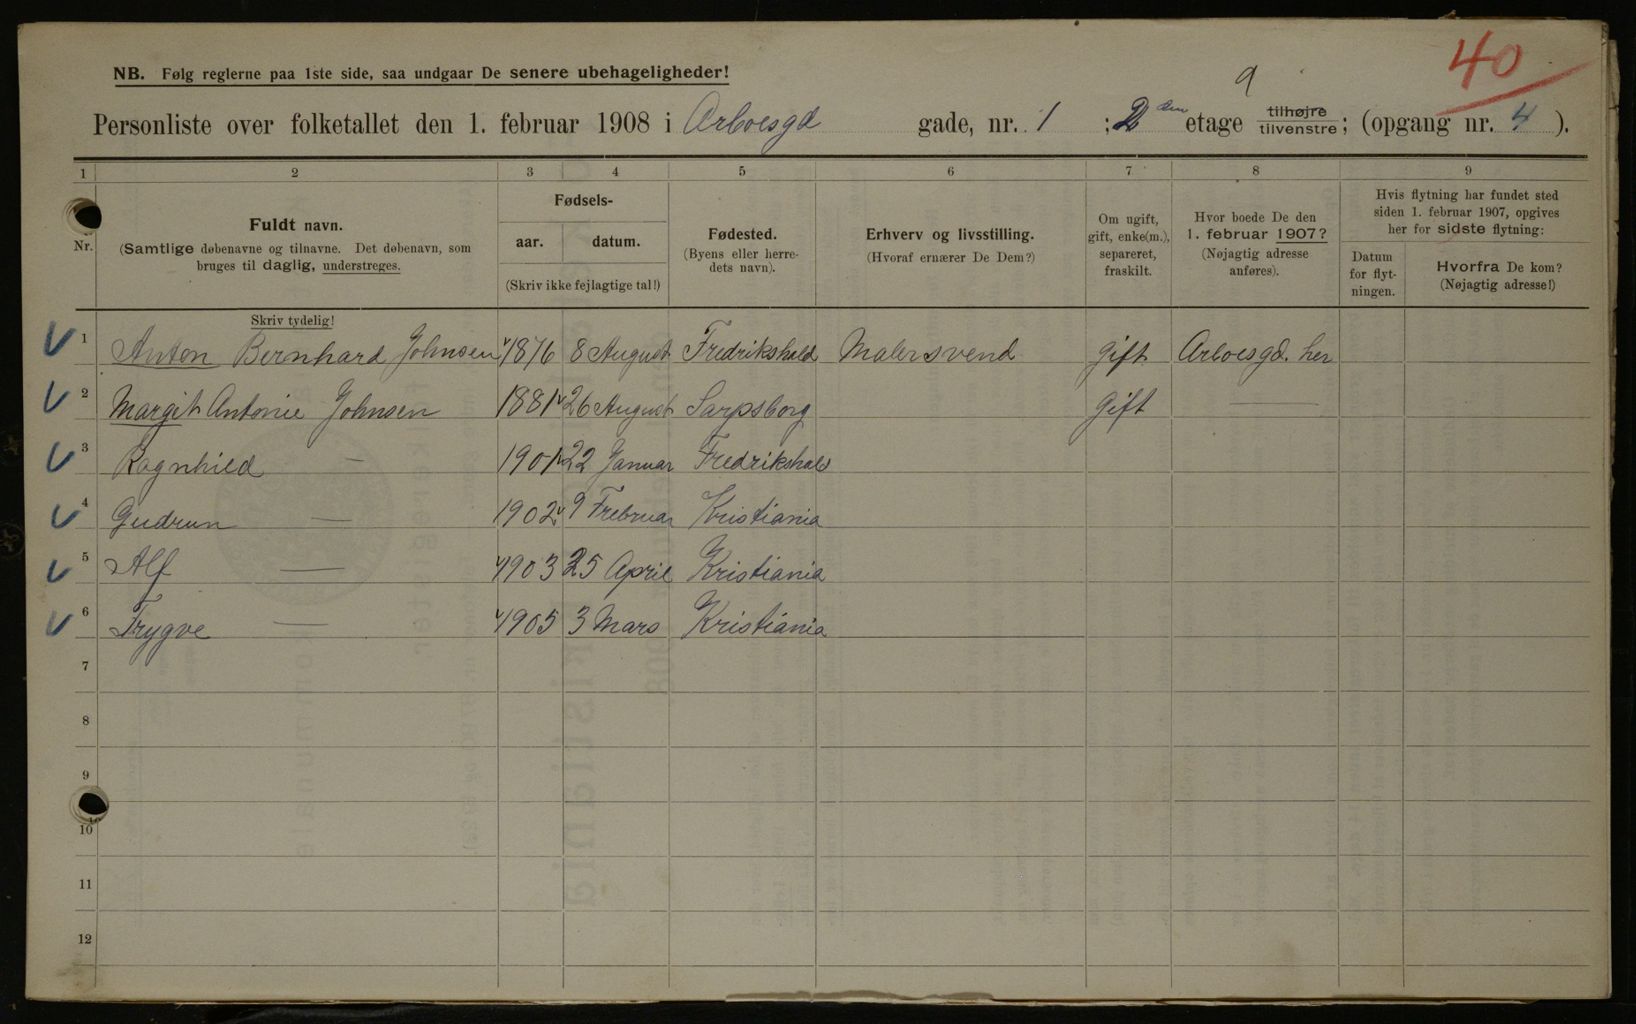 40
NB. Følg reglerne paa 1ste side, saa undgaar De senere ubehageligheder!
Personliste over folketallet den 1. februar 1908 i Arboesgd gade, nr. 1 ; 2den etage tilhøjre tilvenstre; (opgang nr. 4 ).
1 2 3 4 5 6 7 8 9
Nr.
Fuldt navn.
(Samtlige døbenavne og tilnavne. Det døbenavn, som
bruges til daglig, understreges.
Skriv tydelig!
Fødsels-
aar. datum.
(Skriv ikke fejlagtige tal!)
Fødested.
(Byens eller herre-
dets navn).
Erhverv og livsstilling.
(Hvoraf ernærer De Dem?)
Om ugift,
gift, enke(m.),
separeret,
fraskilt.
Hvor boede De den
1. februar 1907?
(Nøjagtig adresse
anføres).
Hvis flytning har fundet sted
siden 1. februar 1907, opgives
her for sidste flytning:
Datum
for flyt-
ningen.
Hvorfra De kom?
(Nøjagtig adresse!)
1 Anton Bernhard Johnsen 1876 8 August Fredrikshald Malersvend gift Arboesgd. her
2 Margit Antonie Johnsen 1881 26 August Sarpsborg Gift —
3 Ragnhild — 1901 22 Januar Fredrikshald
4 Gudrun — 1902 9 Frebruar Kristiania
5 Alf — 1903 25 April Kristiania
6 Trygve — 1905 3 Mars Kristiania
7
8
9
10
11
12